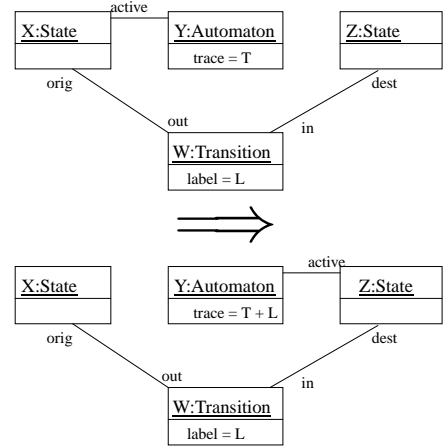 active
X:State Y:Automaton Z:State
trace = T
orig dest
out in
W:Transition
label = L
active
X:State Y:Automaton Z:State
trace = T + L
orig dest
out in
W:Transition
label = L